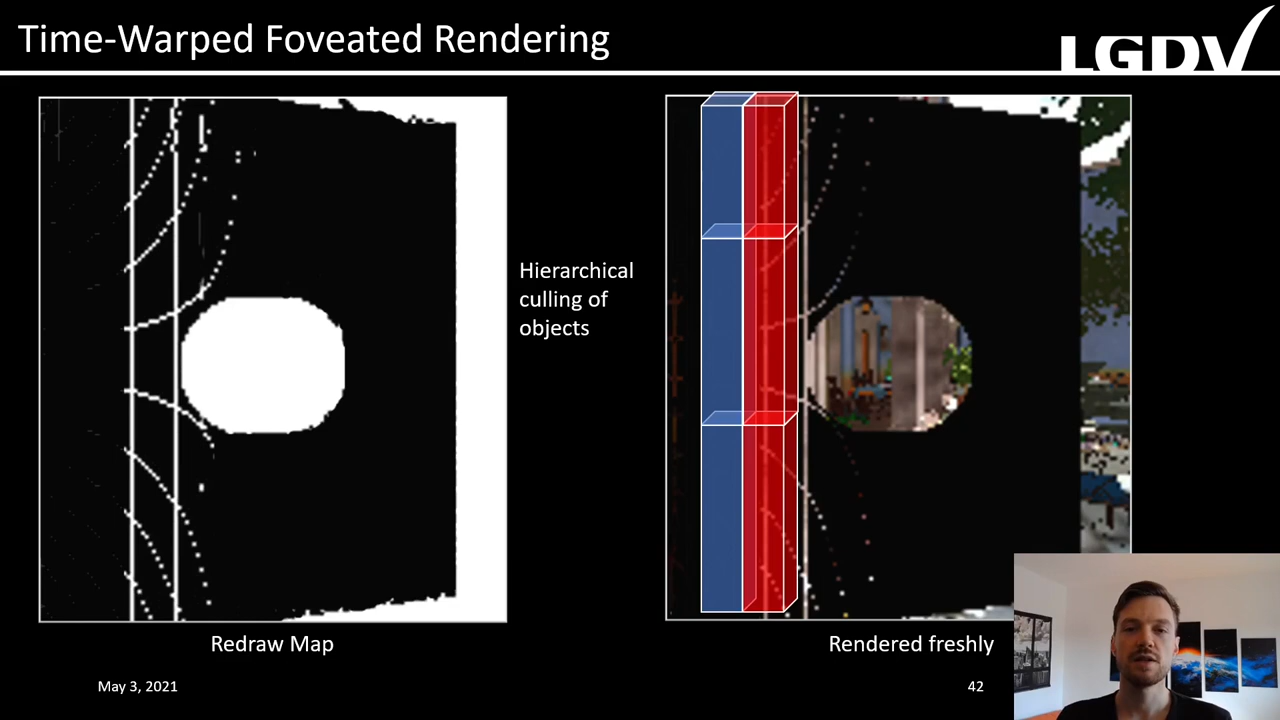 Time-Warped Foveated Rendering
LGDV
Hierarchical
culling of
objects
Redraw Map
Rendered freshly
May 3, 2021
42